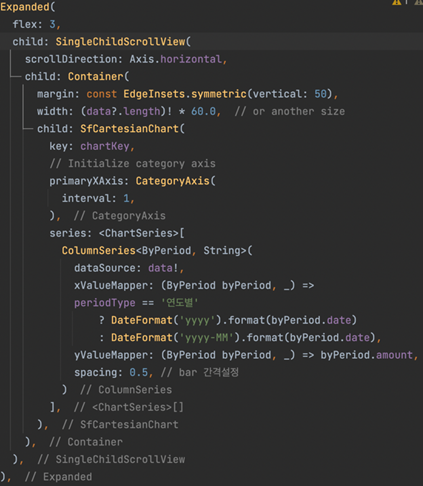 Expanded(
flex: 3,
child: SingleChildScrollView(
scrollDirection: Axis.horizontal,
child: Container(
margin: const EdgeInsets.symmetric(vertical: 50),
width: (data?.length)! * 60.0, // or another size
child: SfCartesianChart(
key: chartKey,
// Initialize category axis
primaryXAxis: CategoryAxis(
interval: 1,
), // CategoryAxis
series: <ChartSeries>[
ColumnSeries<ByPeriod, String>(
dataSource: data!,
xValueMapper: (ByPeriod byPeriod, _) =>
periodType == '연도별'
? DateFormat('yyyy').format(byPeriod.date)
: DateFormat('yyyy-MM').format(byPeriod.date),
yValueMapper: (ByPeriod byPeriod, _) => byPeriod.amount,
spacing: 0.5, // bar 간격설정
) // ColumnSeries
], // <ChartSeries>[]
), // SfCartesianChart
), // Container
), // SingleChildScrollView
), // Expanded